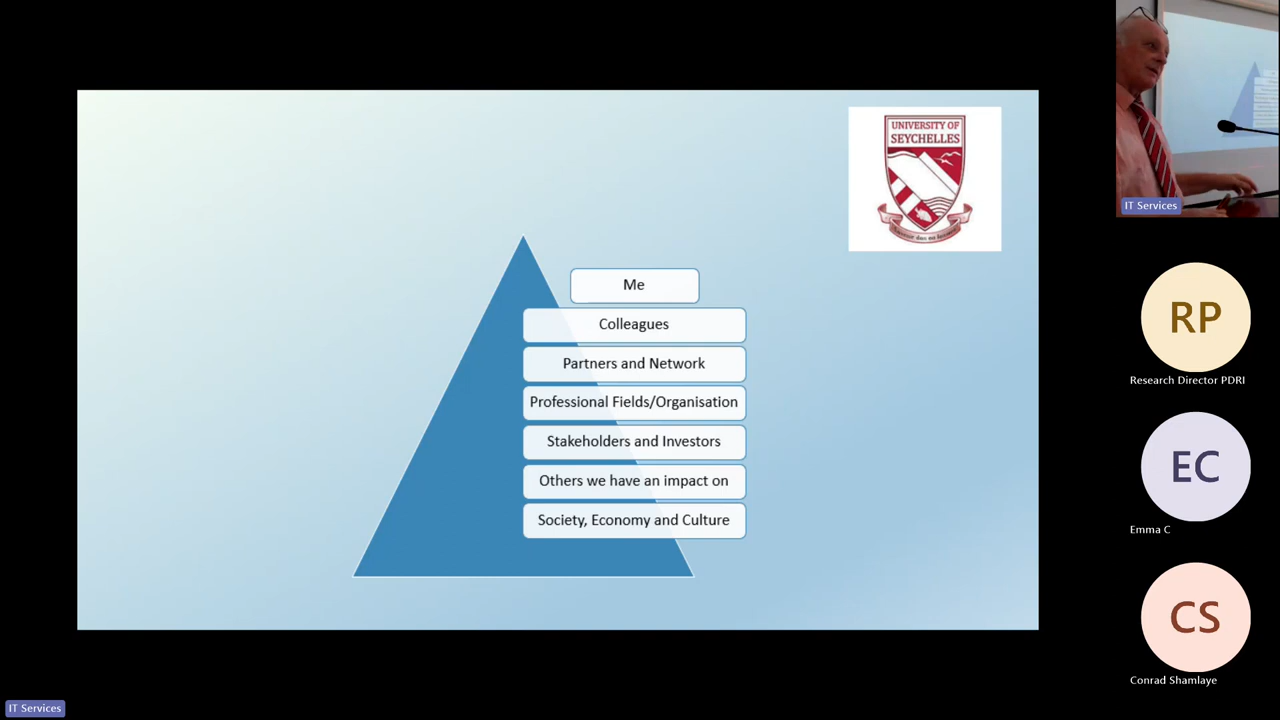 UNIVERSITY OF
SEYCHELLES
Me
Colleagues
Partners and Network
Professional Fields/Organisation
Stakeholders and Investors
Others we have an impact on
Society, Economy and Culture
IT Services
RP
Research Director PDRI
EC
Emma C
CS
Conrad Shamlaye
IT Services